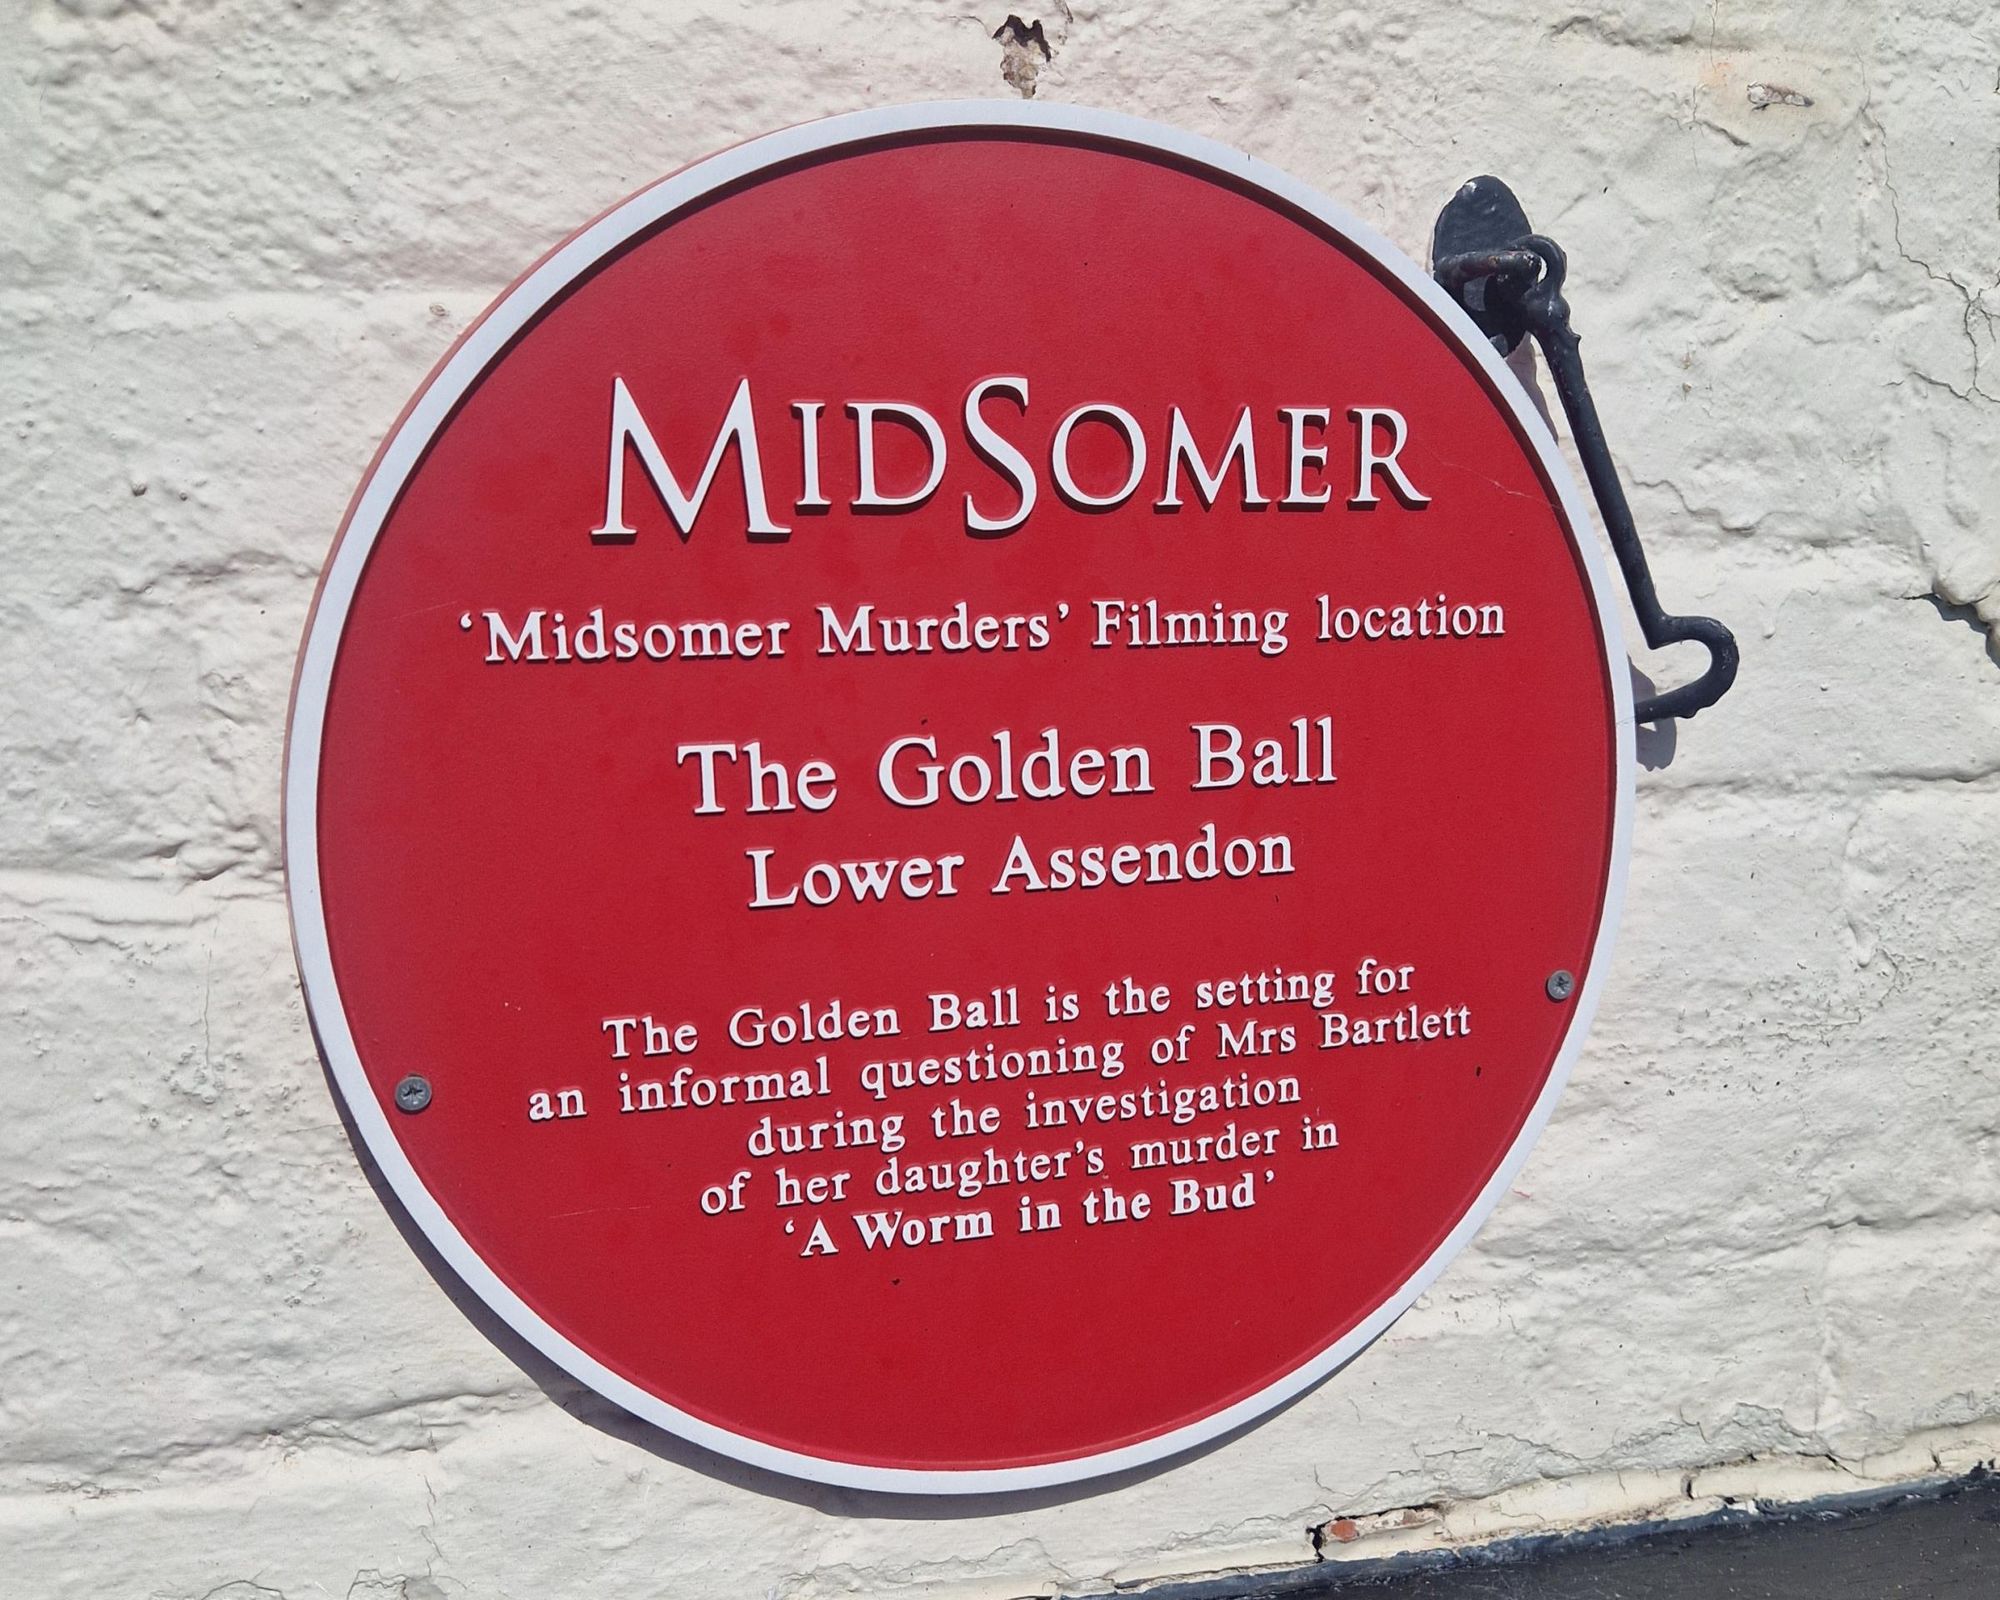 MIDSOMER
‘Midsomer Murders’ Filming location
The Golden Ball
Lower Assendon
The Golden Ball is the setting for
an informal questioning of Mrs Bartlett
during the investigation
of her daughter’s murder in
‘A Worm in the Bud’